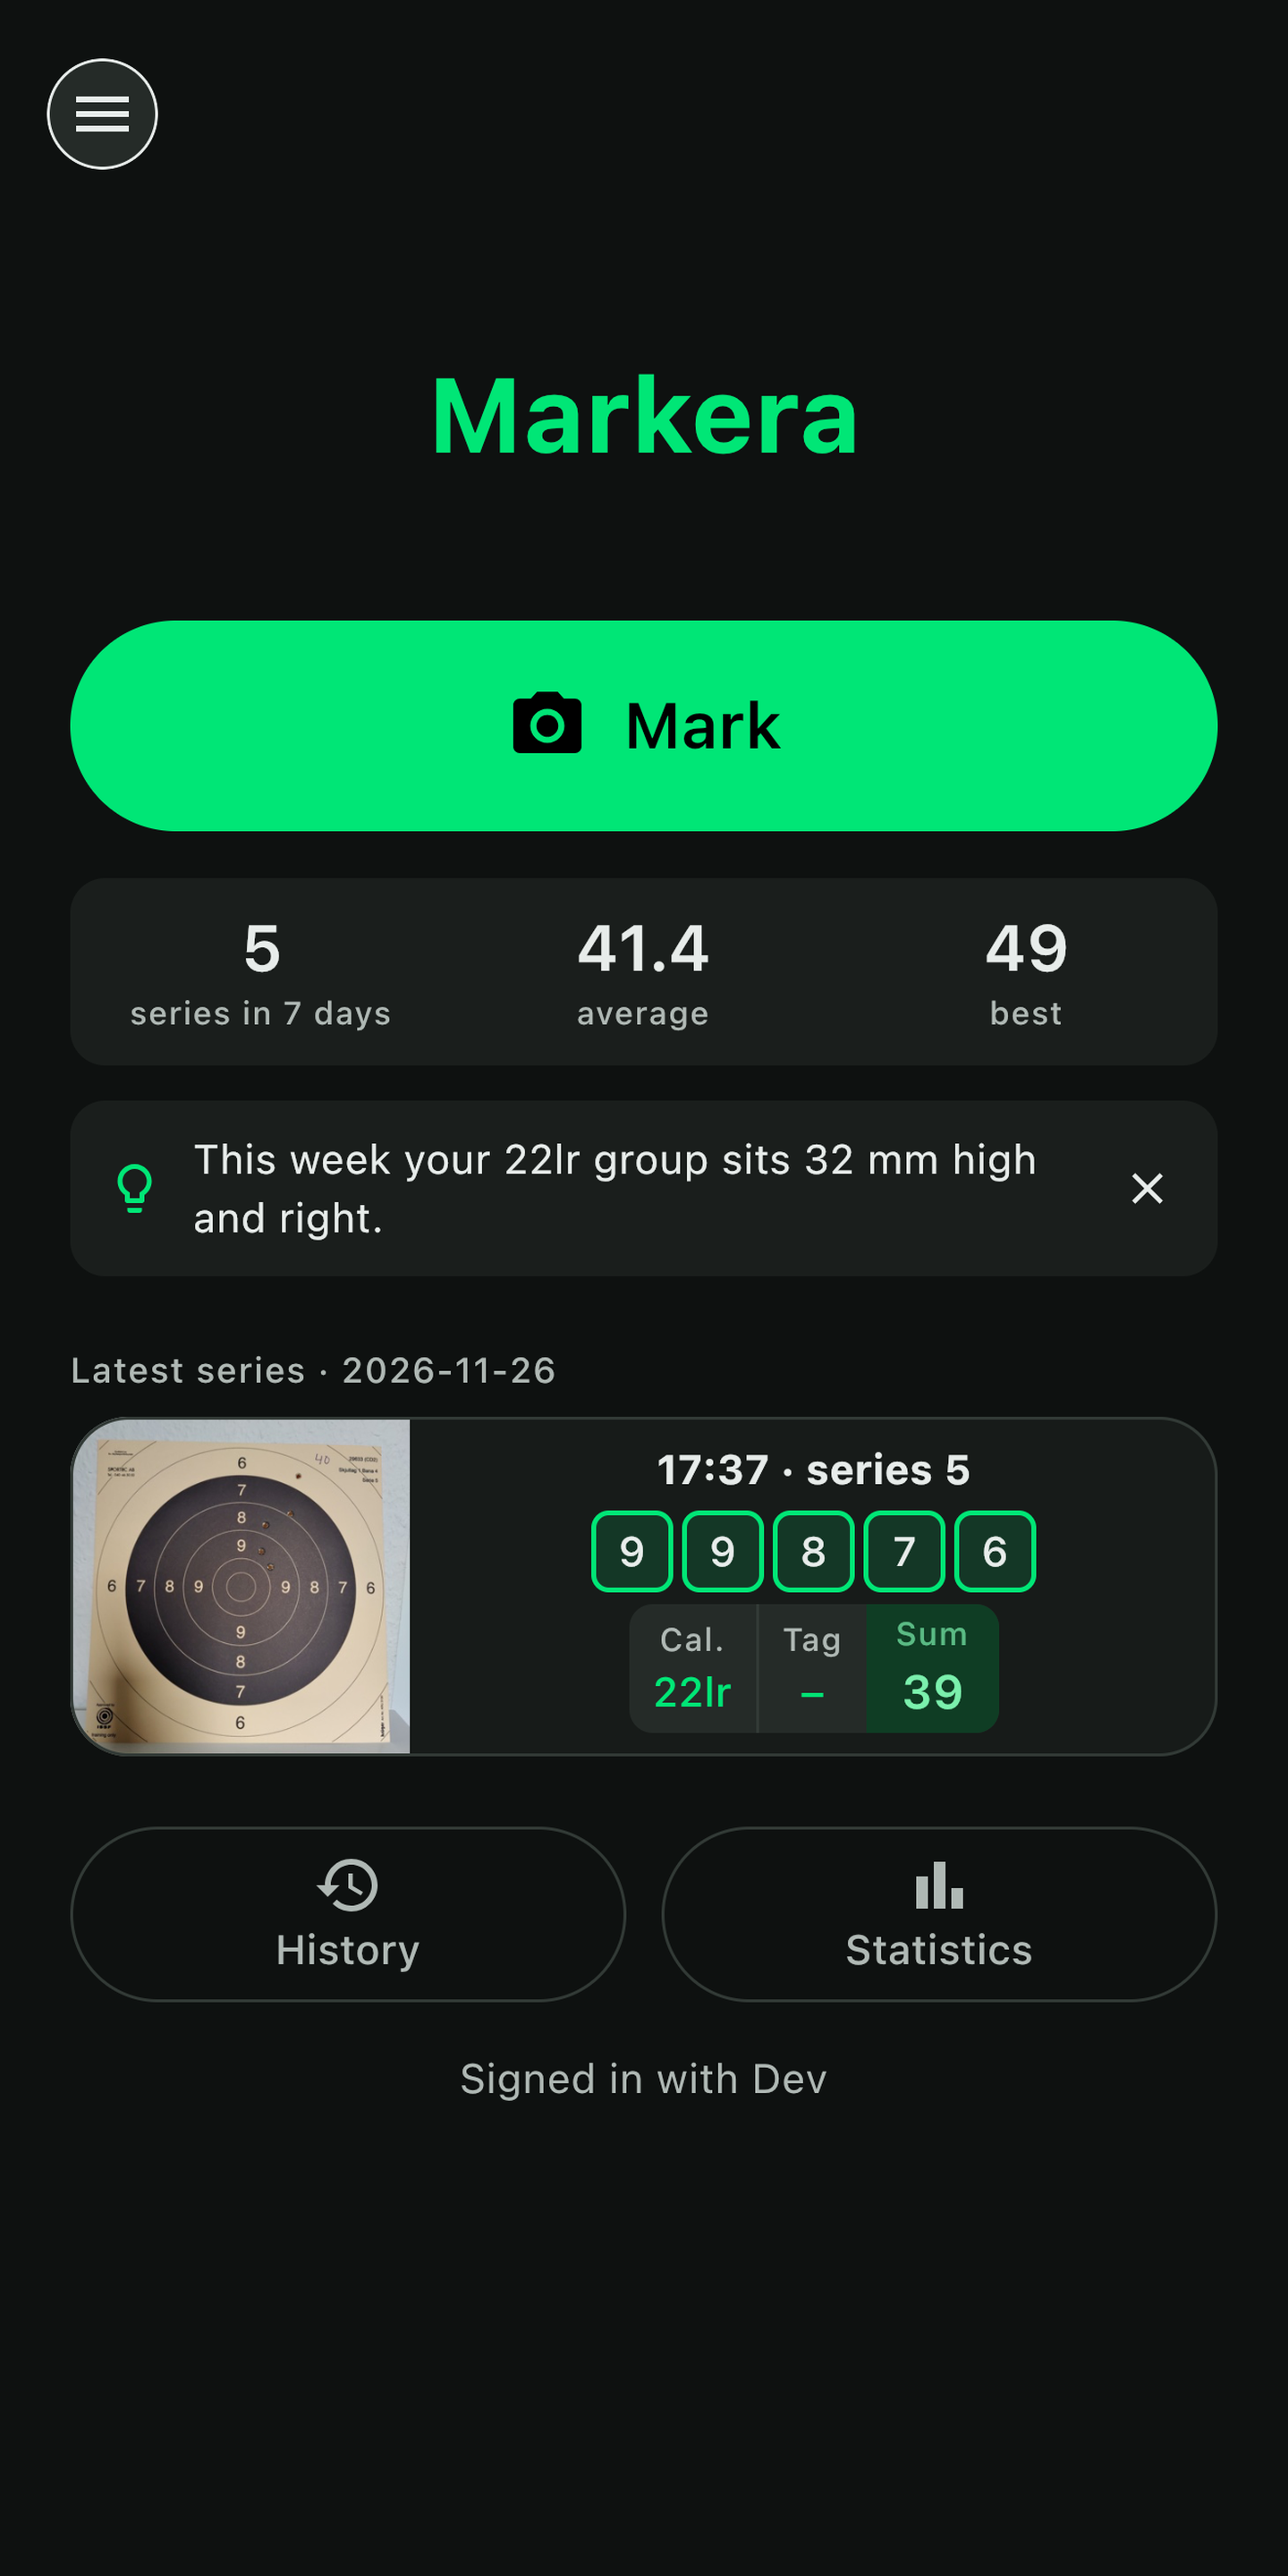 Markera
Mark
5 41.4 49
series in 7 days average best
This week your 22lr group sits 32 mm high
and right.
Latest series · 2026-11-26
6
40
7
8
9
6 7 8 9 9 8 7 6
9
8
7
6
17:37 · series 5
9 9 8 7 6
Cal. Tag Sum
22lr – 39
History Statistics
Signed in with Dev